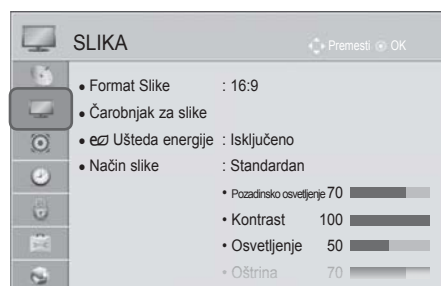 SLIKA
Premesti OK
• Format Slike : 16:9
• Čarobnjak za slike
• Ušteda energije : Isključeno
• Način slike : Standardan
• Pozadinsko osvetljenje 70
• Kontrast 100
• Osvetljenje 50
• Oštrina 70